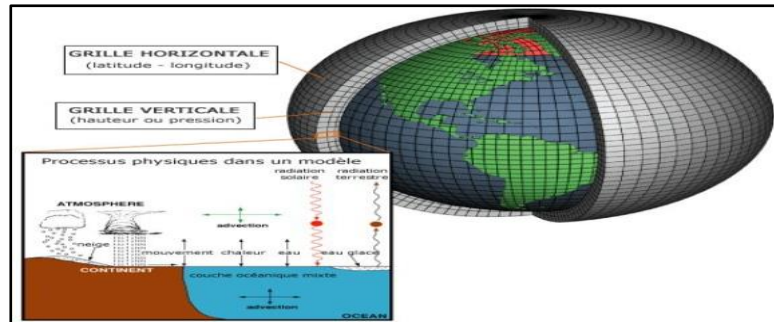 GRILLE HORIZONTALE
(latitude - longitude)
GRILLE VERTICALE
(hauteur ou pression)
Processus physiques dans un modèle
radiation
solaire
radiation
terrestre
ATMOSPHERE
advection
neige
mouvement chaleur eau eau glace
CONTINENT
couche océanique mixte
advection
OCEAN